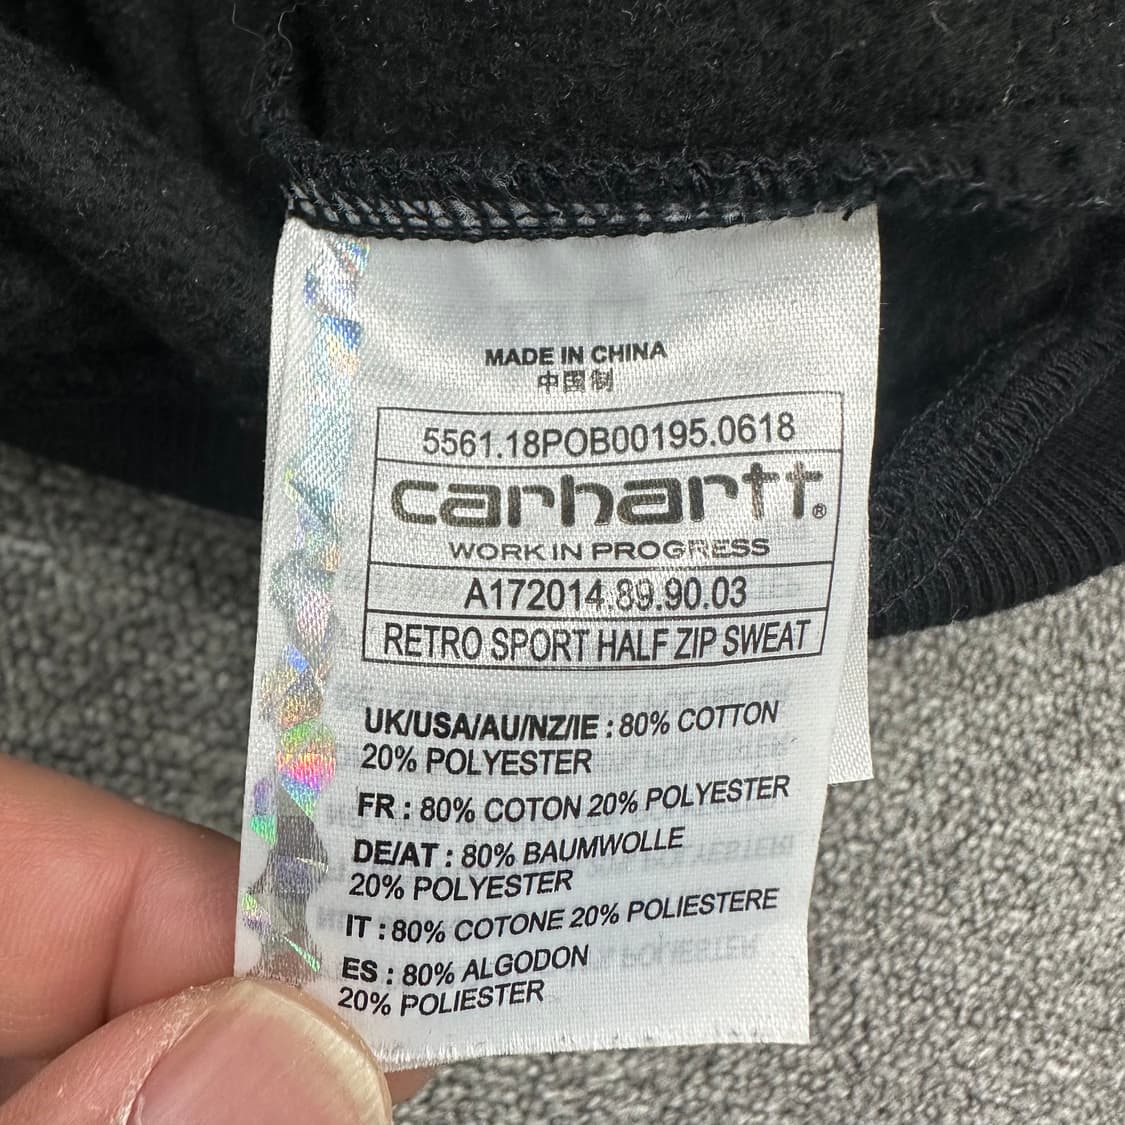 MADE IN CHINA
中国制
5561.18POB00195.0618
carhartt®
WORK IN PROGRESS
A172014.89.90.03
RETRO SPORT HALF ZIP SWEAT
UK/USA/AU/NZ/IE : 80% COTTON
20% POLYESTER
FR : 80% COTON 20% POLYESTER
DE/AT : 80% BAUMWOLLE
20% POLYESTER
IT : 80% COTONE 20% POLIESTERE
ES : 80% ALGODON
20% POLIESTER